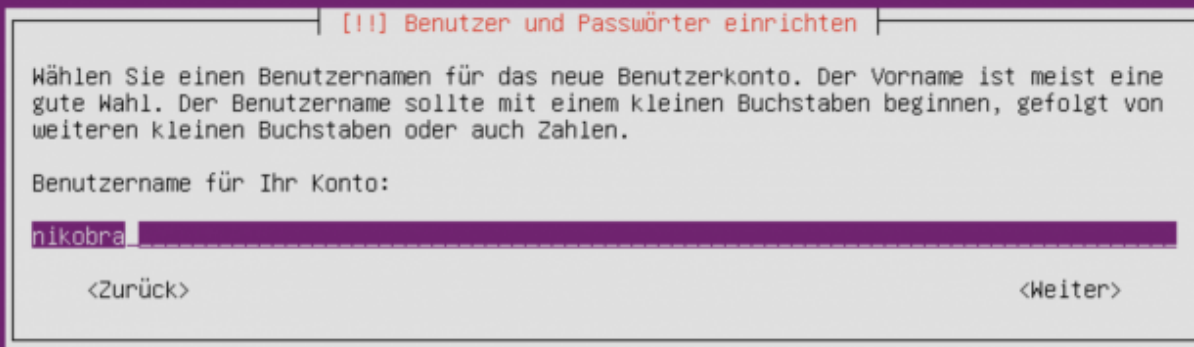 [!!] Benutzer und Passwörter einrichten
Wählen Sie einen Benutzernamen für das neue Benutzerkonto. Der Vorname ist meist eine
gute Wahl. Der Benutzername sollte mit einem kleinen Buchstaben beginnen, gefolgt von
weiteren kleinen Buchstaben oder auch Zahlen.
Benutzername für Ihr Konto:
nikobra
<Zurück> <Weiter>